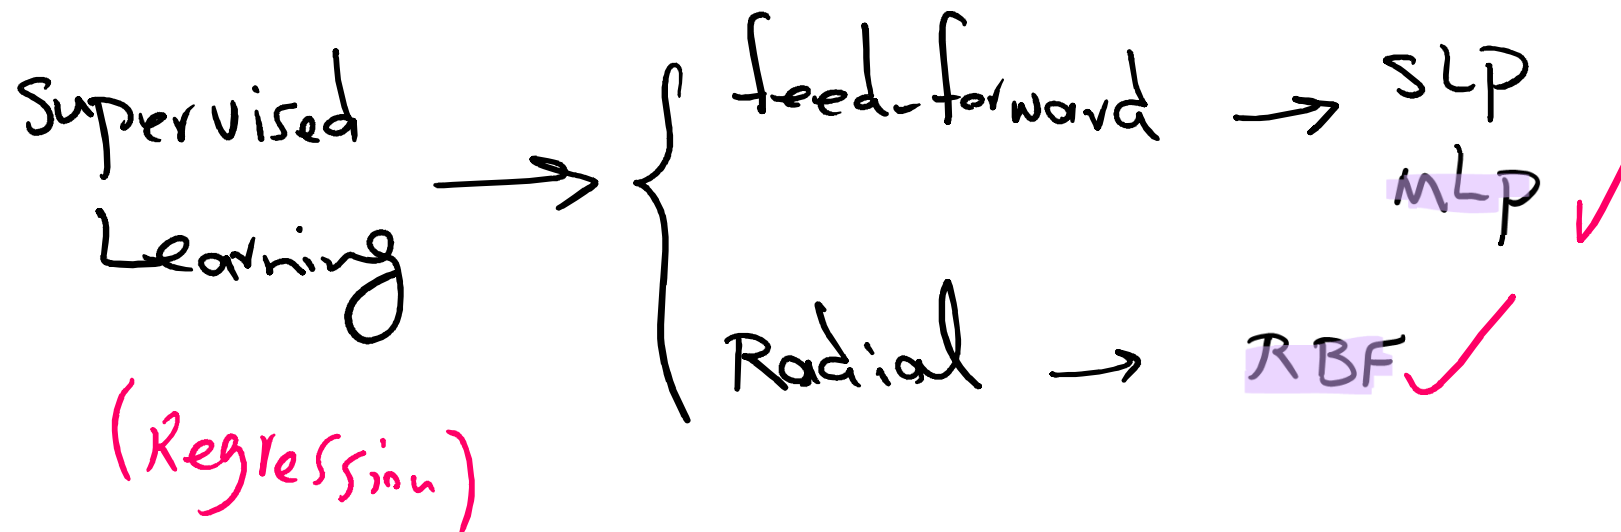 Supervised
Learning
(Regression)
feed-forward → SLP
MLP ✓
Radial → RBF ✓